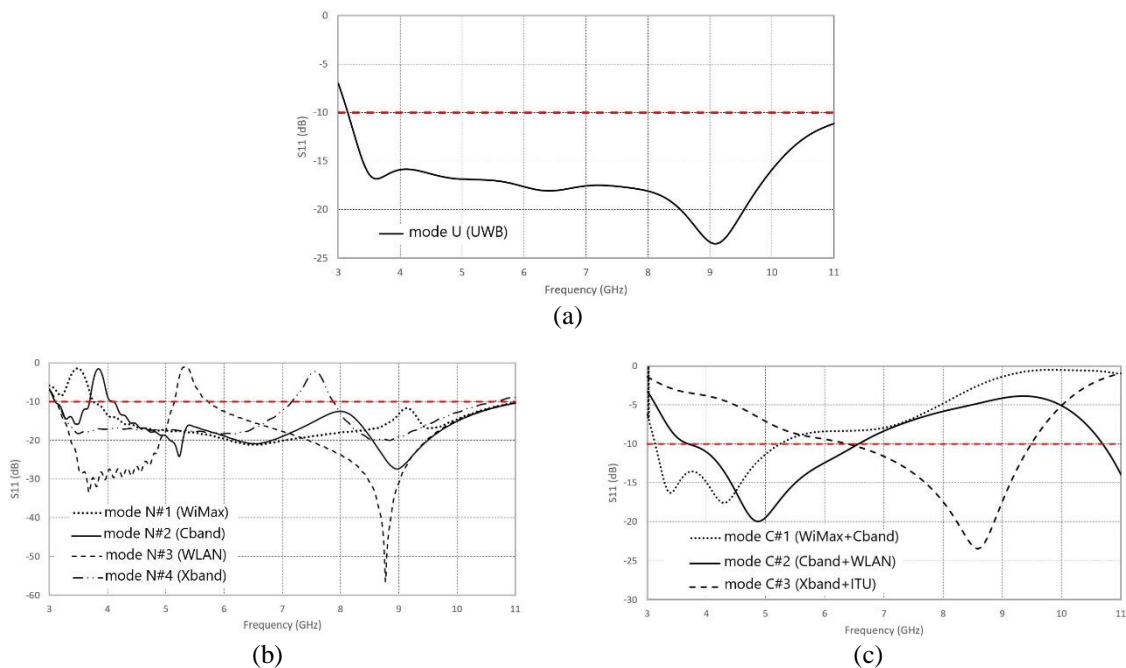 0
-5
-10
-15
-20
-25
S11 (dB)
mode U (UWB)
3 4 5 6 7 8 9 10 11
Frequency (GHz)
(a)
0
-10
-20
-30
-40
-50
-60
S11 (dB)
mode N#1 (WiMax)
mode N#2 (Cband)
mode N#3 (WLAN)
mode N#4 (Xband)
3 4 5 6 7 8 9 10 11
Frequency (GHz)
(b)
0
-5
-10
-15
-20
-25
-30
S11 (dB)
mode C#1 (WiMax+Cband)
mode C#2 (Cband+WLAN)
mode C#3 (Xband+ITU)
3 4 5 6 7 8 9 10 11
Frequency (GHz)
(c)